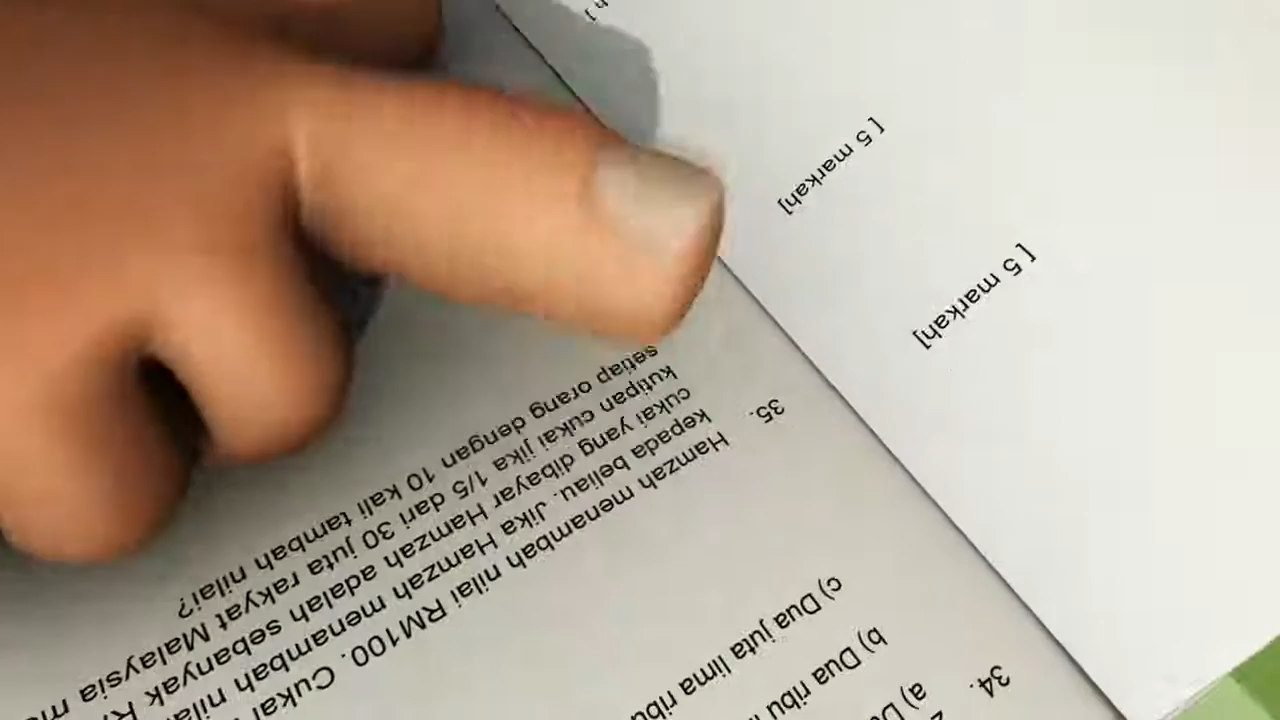 34.
a)
b) Dua ribu
c) Dua juta lima ribu
35.
Hamzah menambah nilai RM100. Cukai
kepada beliau. Jika Hamzah menambah
cukai yang dibayar Hamzah adalah sebanyak
kutipan cukai jika 1/5 dari 30 juta rakyat Malaysia
setiap orang dengan 10 kali tambah nilai?
[ 5 markah]
[ 5 markah]